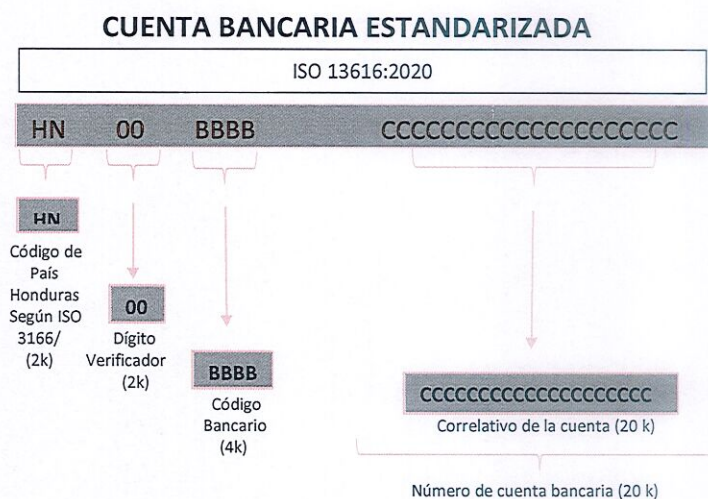 CUENTA BANCARIA ESTANDARIZADA
ISO 13616:2020
HN 00 BBBB CCCCCCCCCCCCCCCCCCCC
HN
Código de
País
Honduras
Según ISO
3166/
(2k)
00
Dígito
Verificador
(2k)
BBBB
Código
Bancario
(4k)
CCCCCCCCCCCCCCCCCCCC
Correlativo de la cuenta (20 k)
Número de cuenta bancaria (20 k)